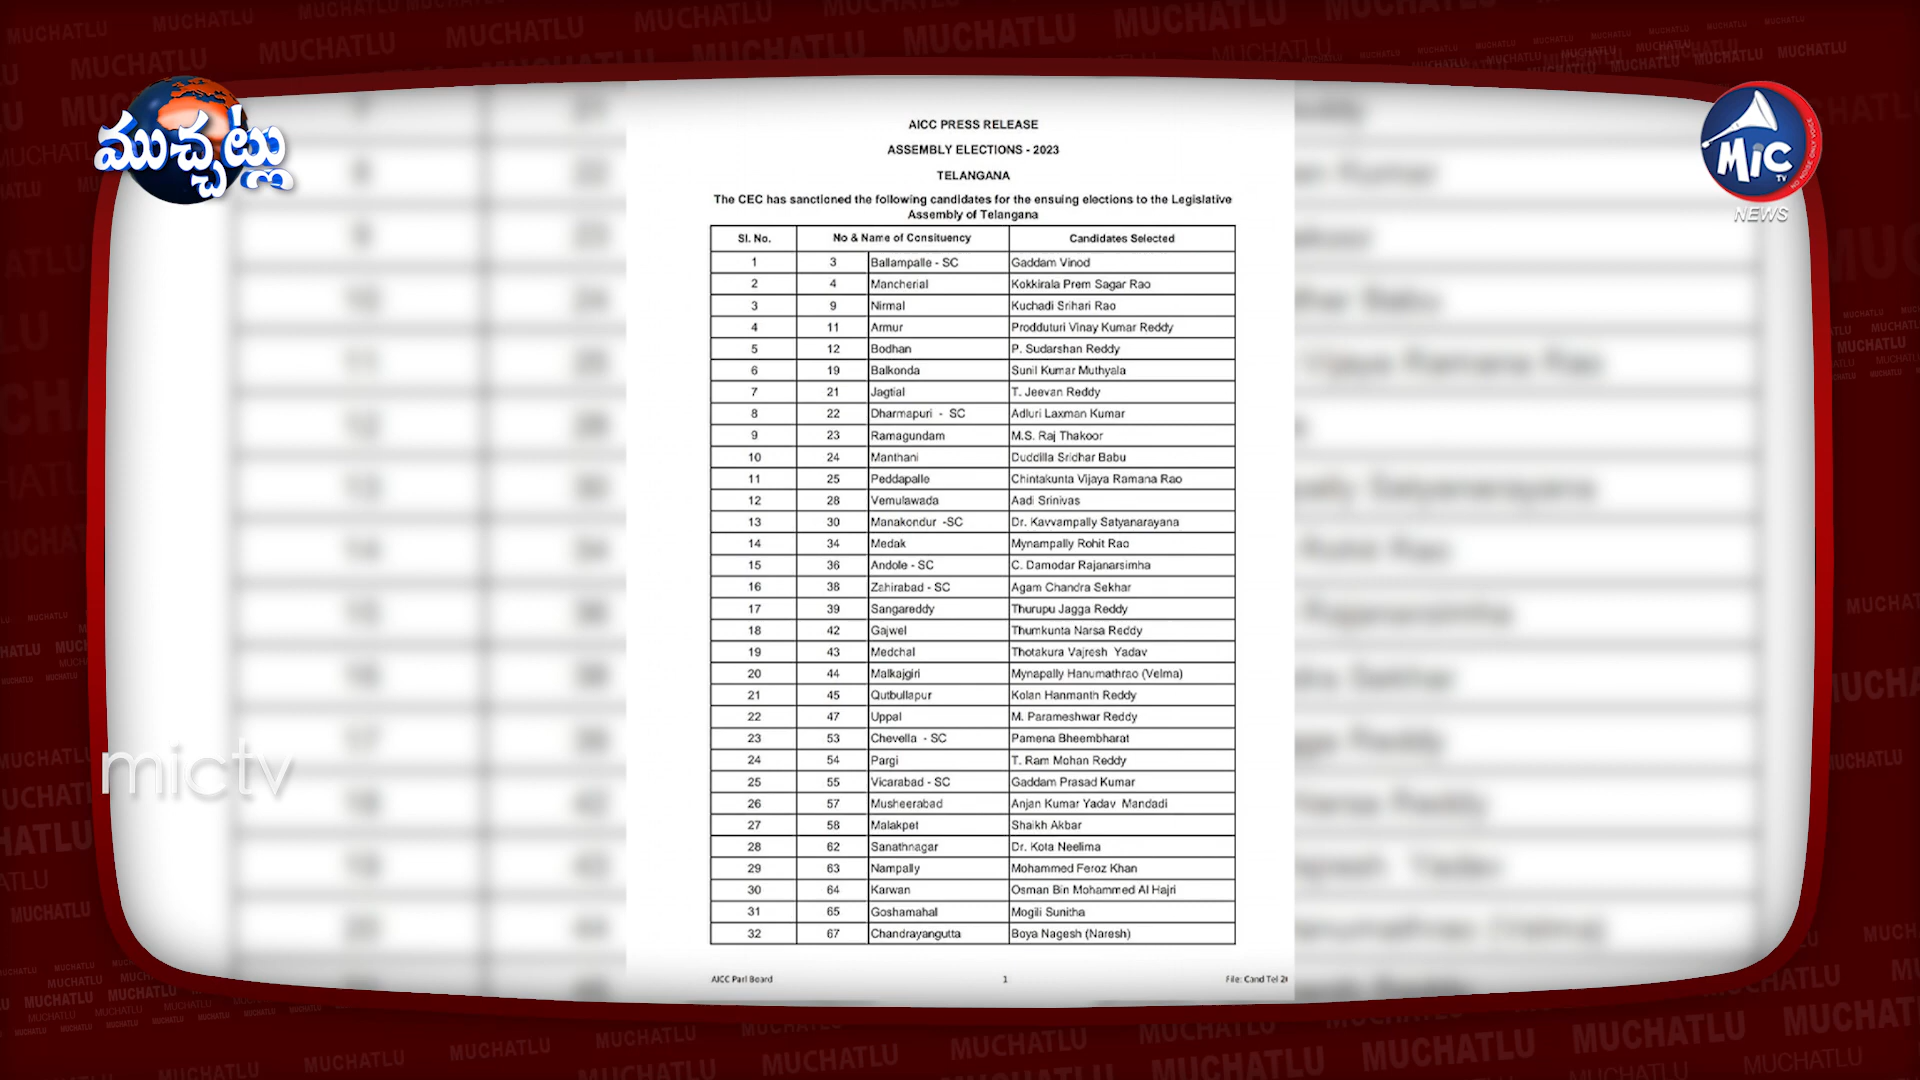 ముచ్చట్లు
MIC TV
NO NOISE ONLY VOICE
NEWS
mictv
AICC PRESS RELEASE
ASSEMBLY ELECTIONS - 2023
TELANGANA
The CEC has sanctioned the following candidates for the ensuing elections to the Legislative
Assembly of Telangana
Sl. No. No & Name of Consituency Candidates Selected
1 3 Ballampalle - SC Gaddam Vinod
2 4 Mancherial Kokkirala Prem Sagar Rao
3 9 Nirmal Kuchadi Srihari Rao
4 11 Armur Prodduturi Vinay Kumar Reddy
5 12 Bodhan P. Sudarshan Reddy
6 19 Balkonda Sunil Kumar Muthyala
7 21 Jagtial T. Jeevan Reddy
8 22 Dharmapuri - SC Adluri Laxman Kumar
9 23 Ramagundam M.S. Raj Thakoor
10 24 Manthani Duddilla Sridhar Babu
11 25 Peddapalle Chintakunta Vijaya Ramana Rao
12 28 Vemulawada Aadi Srinivas
13 30 Manakondur -SC Dr. Kavvampally Satyanarayana
14 34 Medak Mynampally Rohit Rao
15 36 Andole - SC C. Damodar Rajanarsimha
16 38 Zahirabad - SC Agam Chandra Sekhar
17 39 Sangareddy Thurupu Jagga Reddy
18 42 Gajwel Thumkunta Narsa Reddy
19 43 Medchal Thotakura Vajresh Yadav
20 44 Malkajgiri Mynapally Hanumathrao (Velma)
21 45 Qutbullapur Kolan Hanmanth Reddy
22 47 Uppal M. Parameshwar Reddy
23 53 Chevella - SC Pamena Bheembharat
24 54 Pargi T. Ram Mohan Reddy
25 55 Vicarabad - SC Gaddam Prasad Kumar
26 57 Musheerabad Anjan Kumar Yadav Mandadi
27 58 Malakpet Shaikh Akbar
28 62 Sanathnagar Dr. Kota Neelima
29 63 Nampally Mohammed Feroz Khan
30 64 Karwan Osman Bin Mohammed Al Hajri
31 65 Goshamahal Mogili Sunitha
32 67 Chandrayangutta Boya Nagesh (Naresh)
AICC Parl Board 1 File: Cand Tel